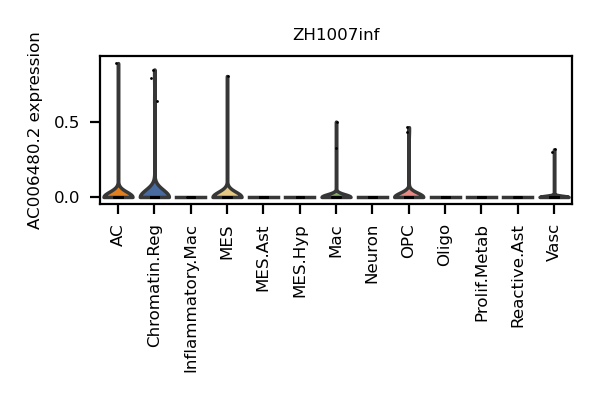 ZH1007inf
AC006480.2 expression
0.5
0.0
AC
Chromatin.Reg
Inflammatory.Mac
MES
MES.Ast
MES.Hyp
Mac
Neuron
OPC
Oligo
Prolif.Metab
Reactive.Ast
Vasc